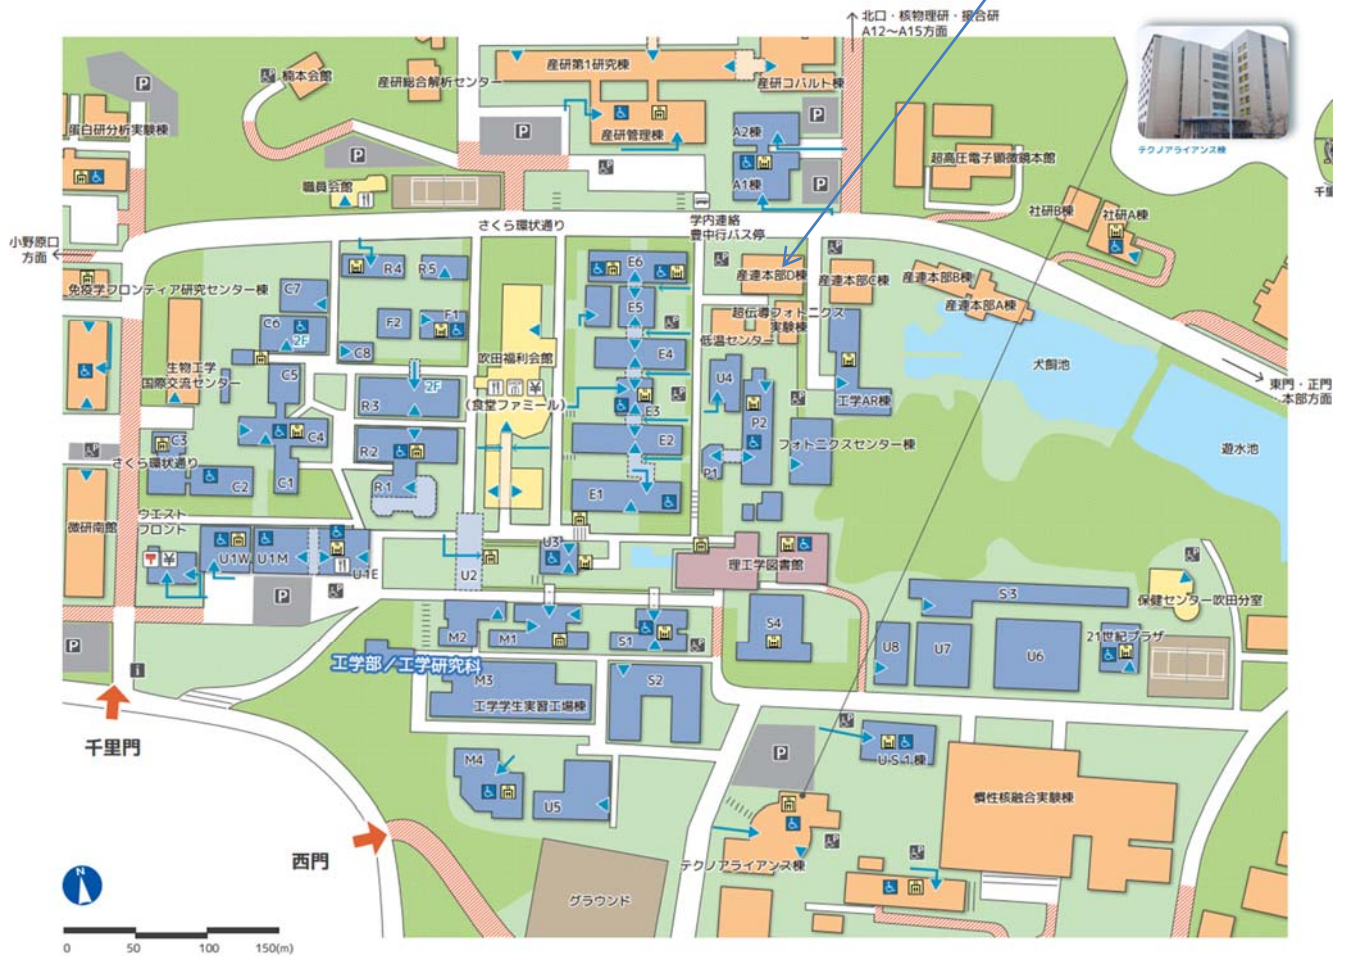 北口・核物理研・接合研
A12～A15方面
テクノアライアンス棟
楠本会館
産研総合解析センター
産研第1研究棟
産研コバルト棟
P
蛋白研分析実験棟
P
産研管理棟
A2棟
P
P
A1棟
P
超高圧電子顕微鏡本館
職員会館
社研B棟
社研A棟
千里
さくら環状通り
学内連絡
豊中行バス停
小野原口
方面
R4
R5
E6
産連本部D棟
産連本部C棟
産連本部B棟
産連本部A棟
免疫学フロンティア研究センター棟
C7
C6
2F
F2
F1
E5
超伝導フォトニクス
実験棟
低温センター
C8
吹田福利会館
E4
犬飼池
生物工学
国際交流センター
C5
2F
U4
東門・正門
本部方面
R3
（食堂ファミール）
E3
工学AR棟
C4
P2
C3
R2
E2
フォトニクスセンター棟
遊水池
さくら環状通り
C2
C1
R1
P1
E1
微研南館
ウエスト
フロント
U1W
U1M
U1E
U2
U3
理工学図書館
P
S3
保健センター吹田分室
M2
M1
S1
S4
U8
U7
U6
21世紀プラザ
P
i
工学部／工学研究科
M3
工学学生実習工場棟
S2
千里門
P
US1棟
M4
U5
慣性核融合実験棟
西門
テクノアライアンス棟
グラウンド
N
0
50
100
150(m)